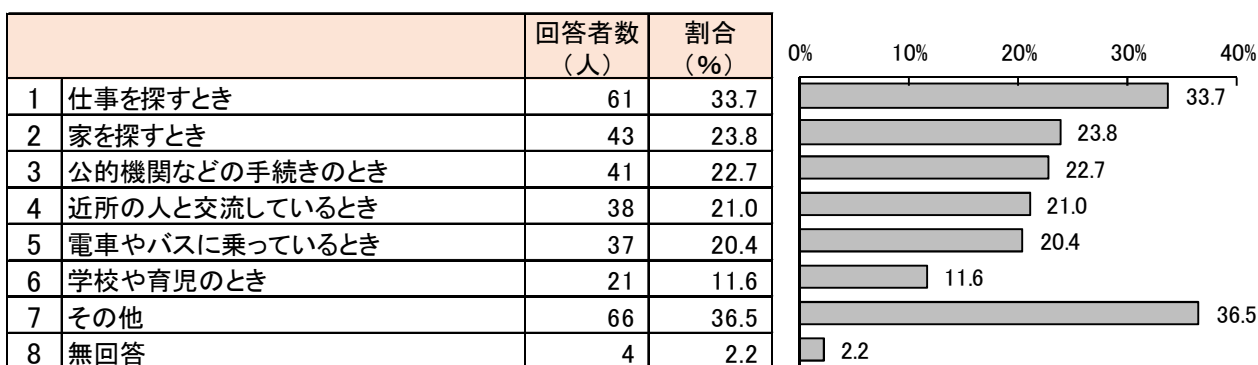 回答者数 割合
(人) (%)
1 仕事を探すとき 61 33.7
2 家を探すとき 43 23.8
3 公的機関などの手続きのとき 41 22.7
4 近所の人と交流しているとき 38 21.0
5 電車やバスに乗っているとき 37 20.4
6 学校や育児のとき 21 11.6
7 その他 66 36.5
8 無回答 4 2.2
0% 10% 20% 30% 40%
33.7
23.8
22.7
21.0
20.4
11.6
36.5
2.2